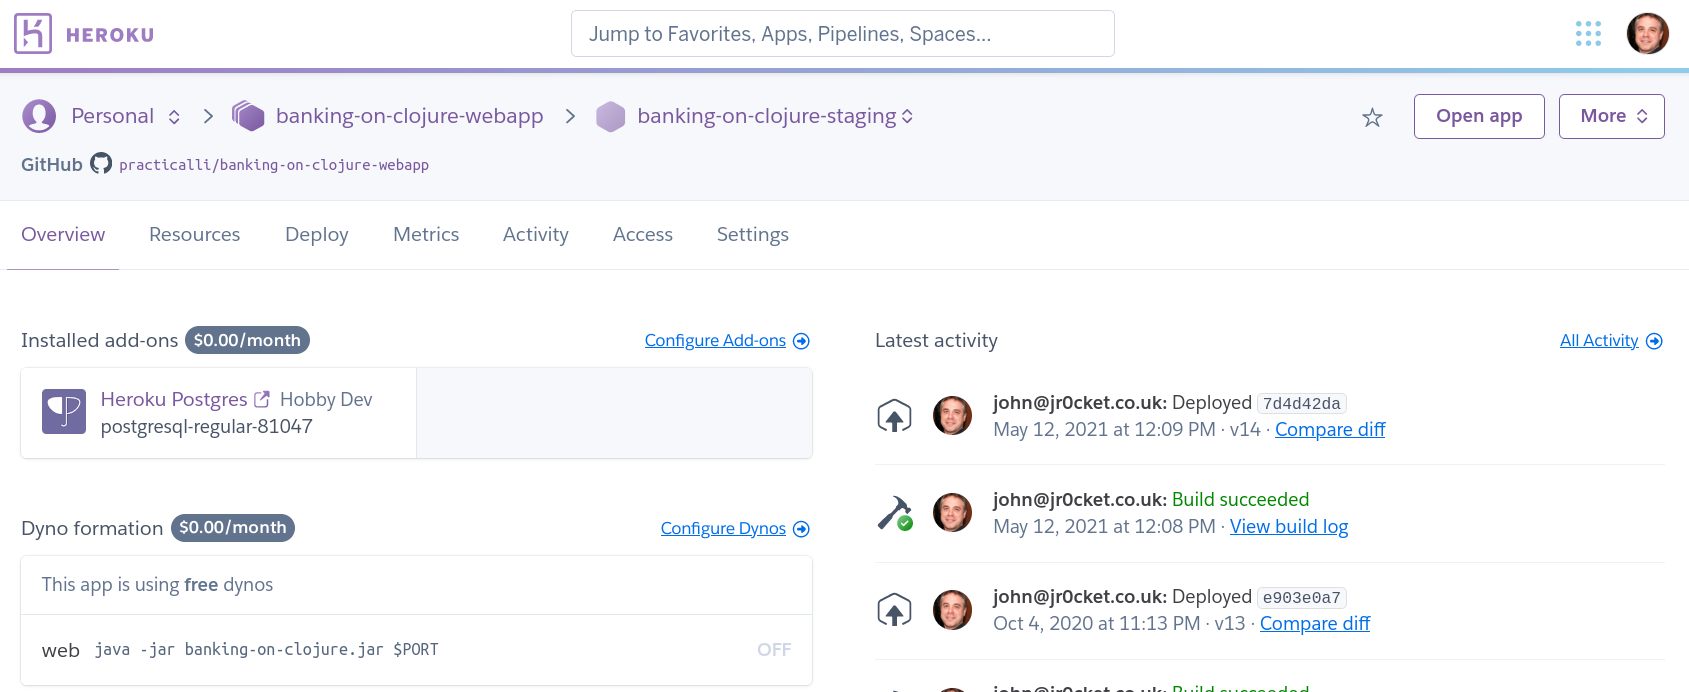 HEROKU
Jump to Favorites, Apps, Pipelines, Spaces...
Personal
banking-on-clojure-webapp
banking-on-clojure-staging
Open app
More
GitHub practicalli/banking-on-clojure-webapp
Overview Resources Deploy Metrics Activity Access Settings
Installed add-ons $0.00/month
Configure Add-ons
Heroku Postgres Hobby Dev
postgresql-regular-81047
Dyno formation $0.00/month
Configure Dynos
This app is using free dynos
web java -jar banking-on-clojure.jar $PORT OFF
Latest activity
All Activity
john@jr0cket.co.uk: Deployed 7d4d42da
May 12, 2021 at 12:09 PM · v14 · Compare diff
john@jr0cket.co.uk: Build succeeded
May 12, 2021 at 12:08 PM · View build log
john@jr0cket.co.uk: Deployed e903e0a7
Oct 4, 2020 at 11:13 PM · v13 · Compare diff
john@jr0cket.co.uk: Build succeeded